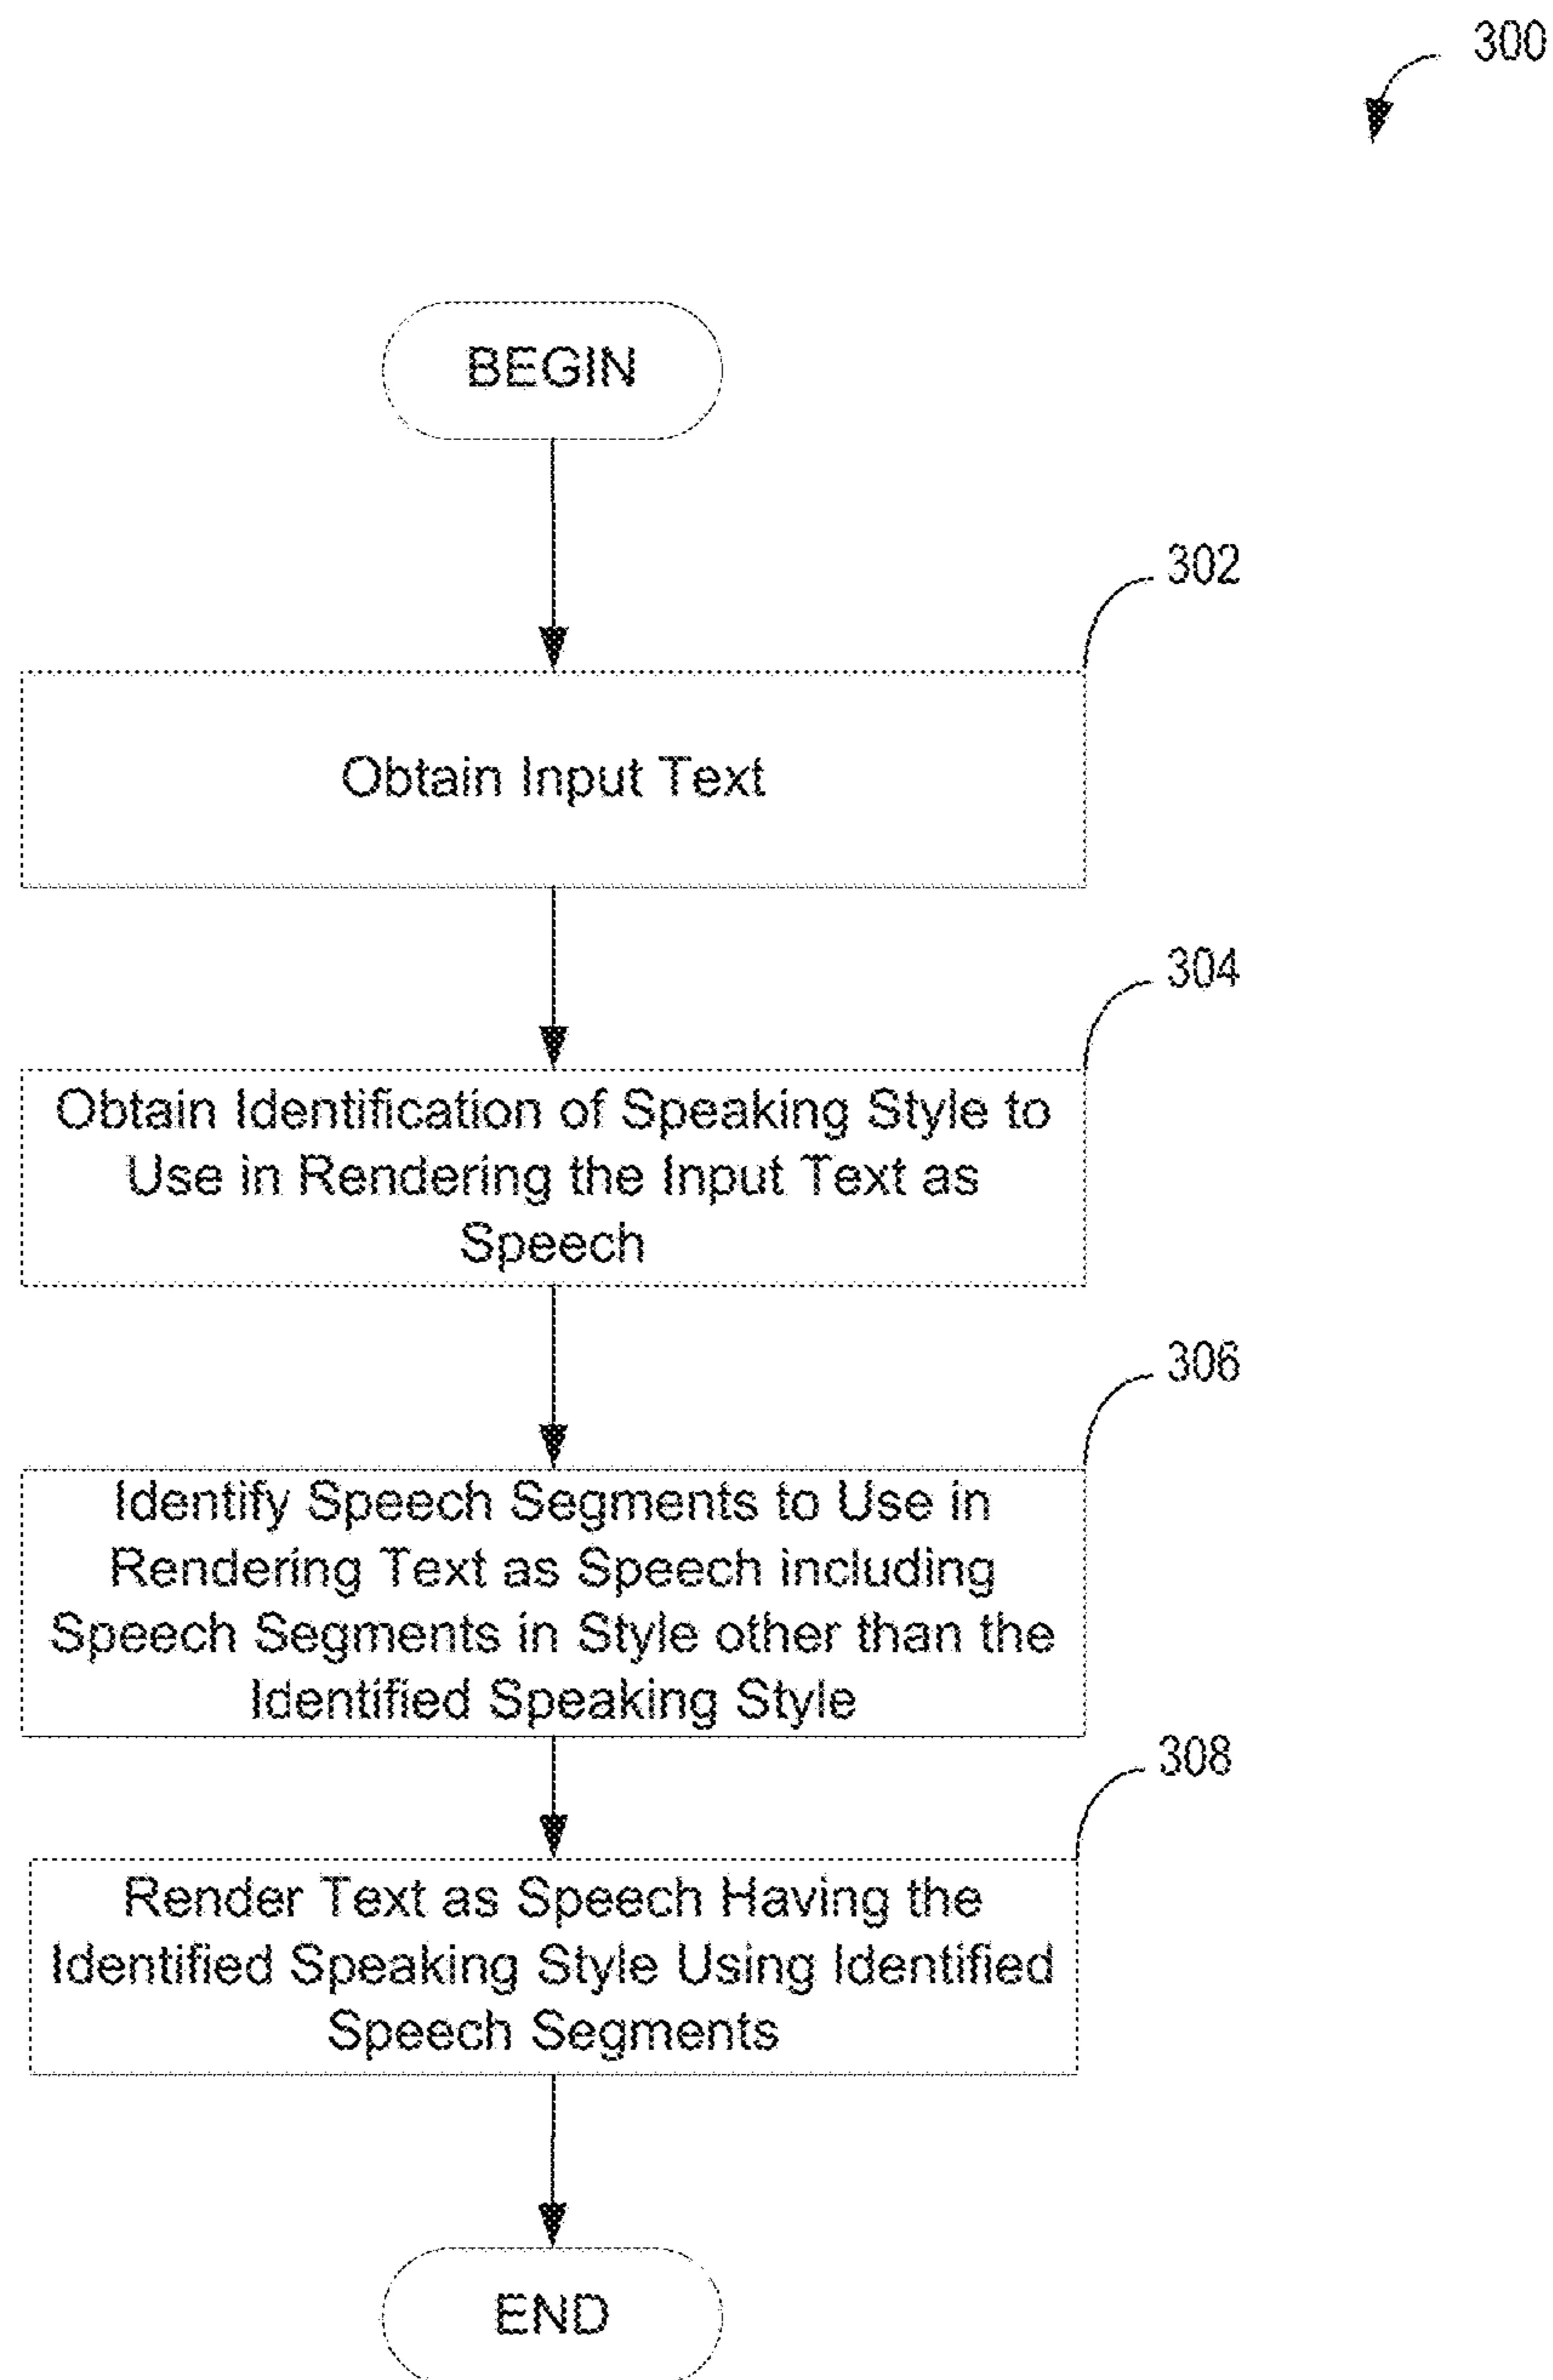 300
BEGIN
302
Obtain Input Text
304
Obtain Identification of Speaking Style to
Use in Rendering the Input Text as
Speech
306
Identify Speech Segments to Use in
Rendering Text as Speech including
Speech Segments in Style other than the
Identified Speaking Style
308
Render Text as Speech Having the
Identified Speaking Style Using Identified
Speech Segments
END